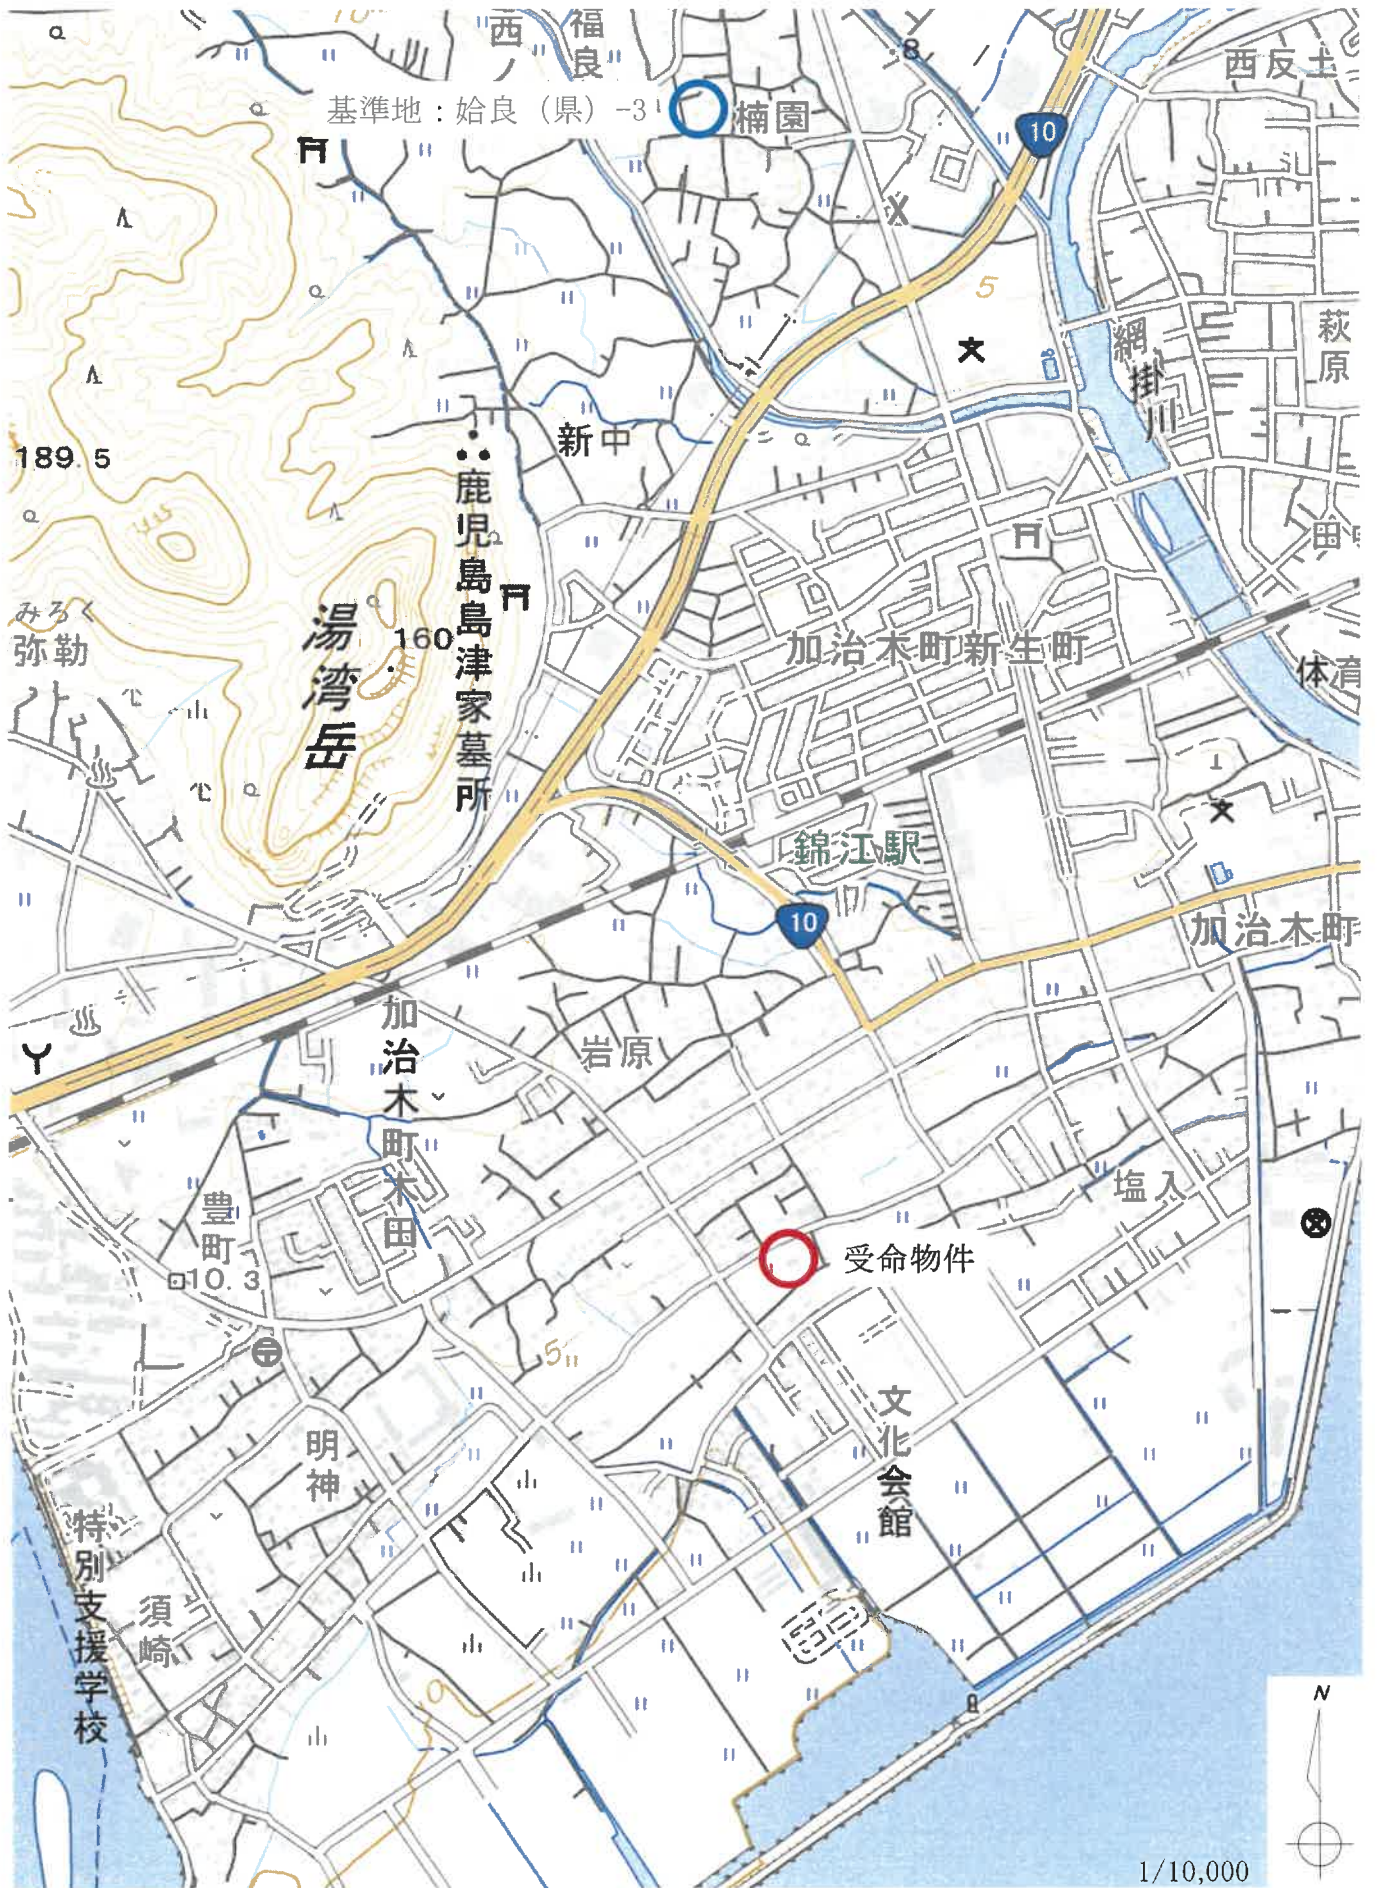 西ノ
福良
西反土
8
基準地：姶良（県）-3
楠園
10
5
萩原
網掛川
新中
189.5
鹿児島島津家墓所
みろく
弥勒
湯湾岳
160
加治木町新生町
体育
錦江駅
10
加治木町
加治木町木田
岩原
豊町
10.3
塩入
受命物件
5
文化会館
明神
特別支援学校
須崎
0
N
1/10,000